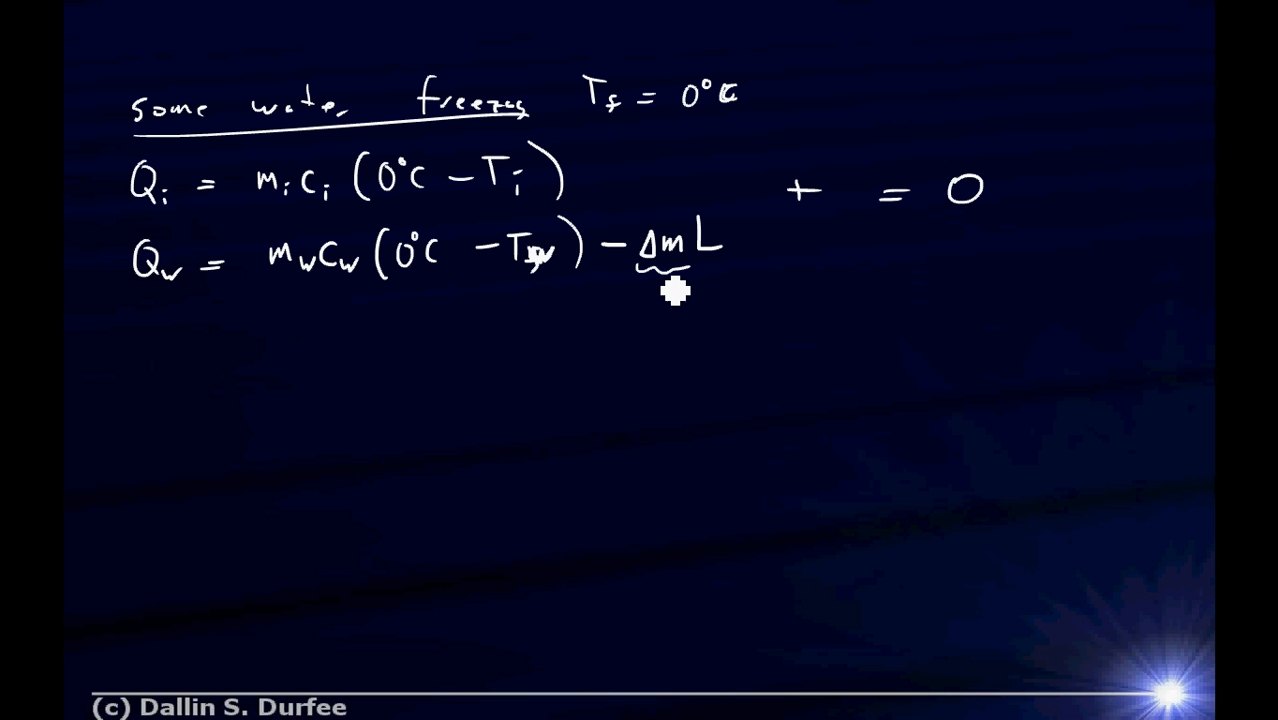 some water freezes T_f = 0°C
Q_i = m_i c_i (0°C − T_i)
+ = 0
Q_w = m_w c_w (0°C − T_w) − Δm L
(c) Dallin S. Durfee